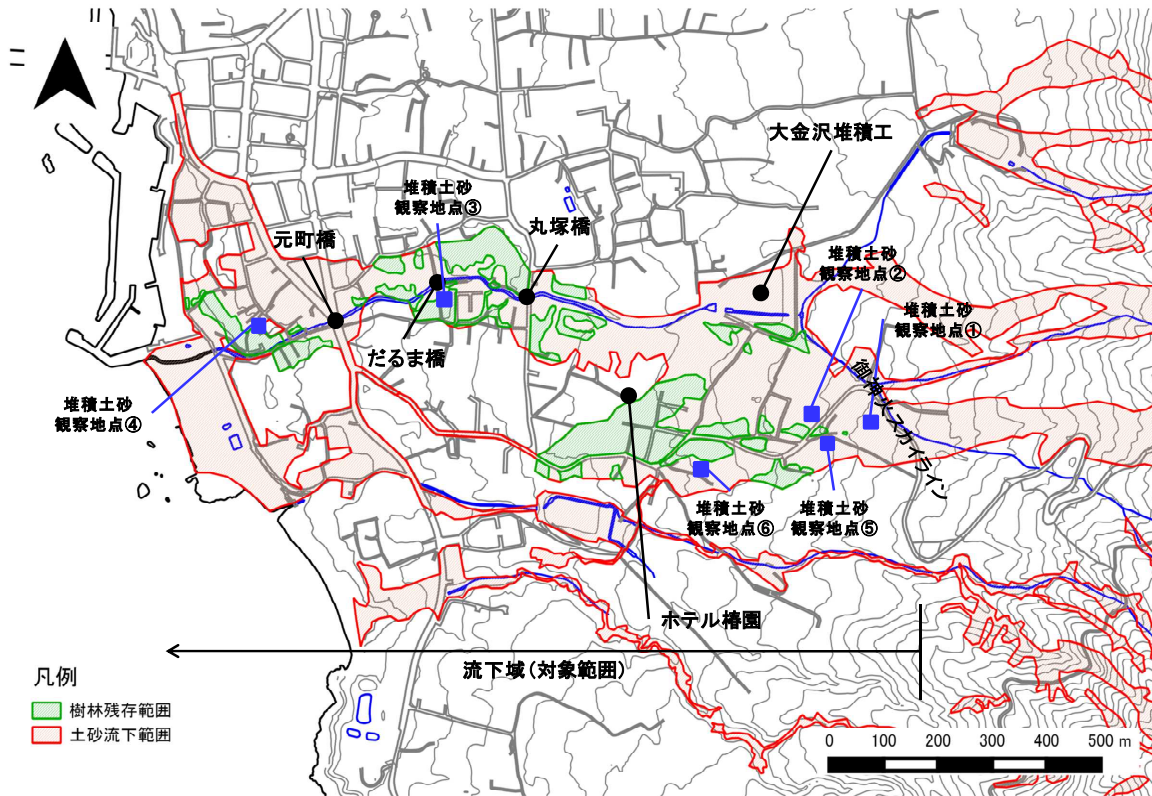 大金沢堆積工
堆積土砂
観察地点③
丸塚橋
元町橋
堆積土砂
観察地点②
堆積土砂
観察地点①
だるま橋
御神火スカイライン
堆積土砂
観察地点④
堆積土砂
観察地点⑥
堆積土砂
観察地点⑤
ホテル椿園
流下域(対象範囲)
凡例
樹林残存範囲
土砂流下範囲
0 100 200 300 400 500 m